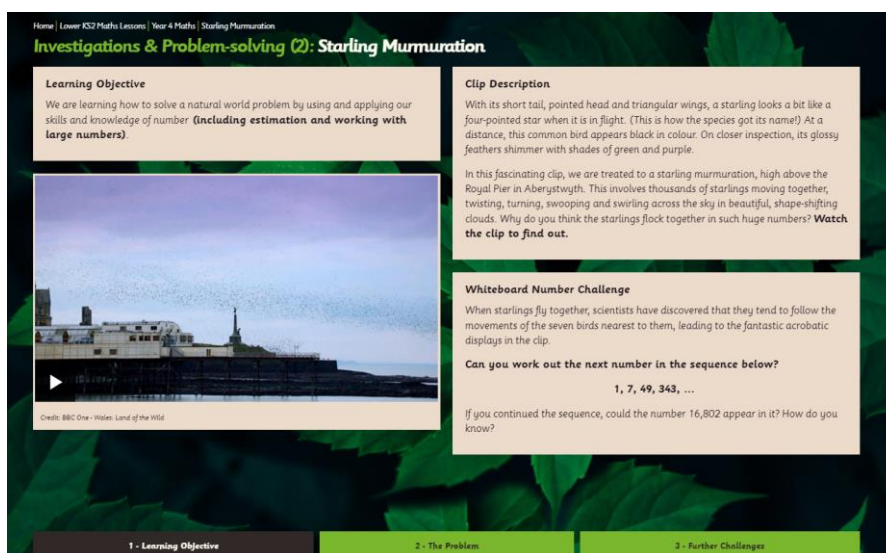 Home | Lower KS2 Maths Lessons | Year 4 Maths | Starling Murmuration
Investigations & Problem-solving (2): Starling Murmuration
Learning Objective
We are learning how to solve a natural world problem by using and applying our
skills and knowledge of number (including estimation and working with
large numbers).
Credit: BBC One - Wales: Land of the Wild
Clip Description
With its short tail, pointed head and triangular wings, a starling looks a bit like a
four-pointed star when it is in flight. (This is how the species got its name!) At a
distance, this common bird appears black in colour. On closer inspection, its glossy
feathers shimmer with shades of green and purple.
In this fascinating clip, we are treated to a starling murmuration, high above the
Royal Pier in Aberystwyth. This involves thousands of starlings moving together,
twisting, turning, swooping and swirling across the sky in beautiful, shape-shifting
clouds. Why do you think the starlings flock together in such huge numbers? Watch
the clip to find out.
Whiteboard Number Challenge
When starlings fly together, scientists have discovered that they tend to follow the
movements of the seven birds nearest to them, leading to the fantastic acrobatic
displays in the clip.
Can you work out the next number in the sequence below?
1, 7, 49, 343, ...
If you continued the sequence, could the number 16,802 appear in it? How do you
know?
1 - Learning Objective
2 - The Problem
3 - Further Challenges